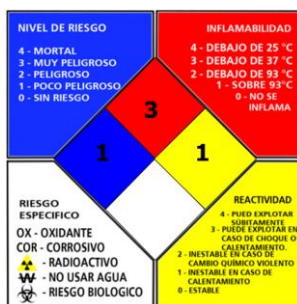 NIVEL DE RIESGO
4 - MORTAL
3 - MUY PELIGROSO
2 - PELIGROSO
1 - POCO PELIGROSO
0 - SIN RIESGO
INFLAMABILIDAD
4 - DEBAJO DE 25 °C
3 - DEBAJO DE 37 °C
2 - DEBAJO DE 93 °C
1 - SOBRE 93°C
0 - NO SE
INFLAMA
3
1
1
RIESGO
ESPECIFICO
OX - OXIDANTE
COR - CORROSIVO
- RADIOACTIVO
W - NO USAR AGUA
- RIESGO BIOLOGICO
REACTIVIDAD
4 - PUED EXPLOTAR
SÚBITAMENTE
3 - PUEDE EXPLOTAR EN
CASO DE CHOQUE O
CALENTAMIENTO.
2 - INESTABLE EN CASO DE
CAMBIO QUÍMICO VIOLENTO
1 - INESTABLE EN CASO DE
CALENTAMIENTO
0 - ESTABLE